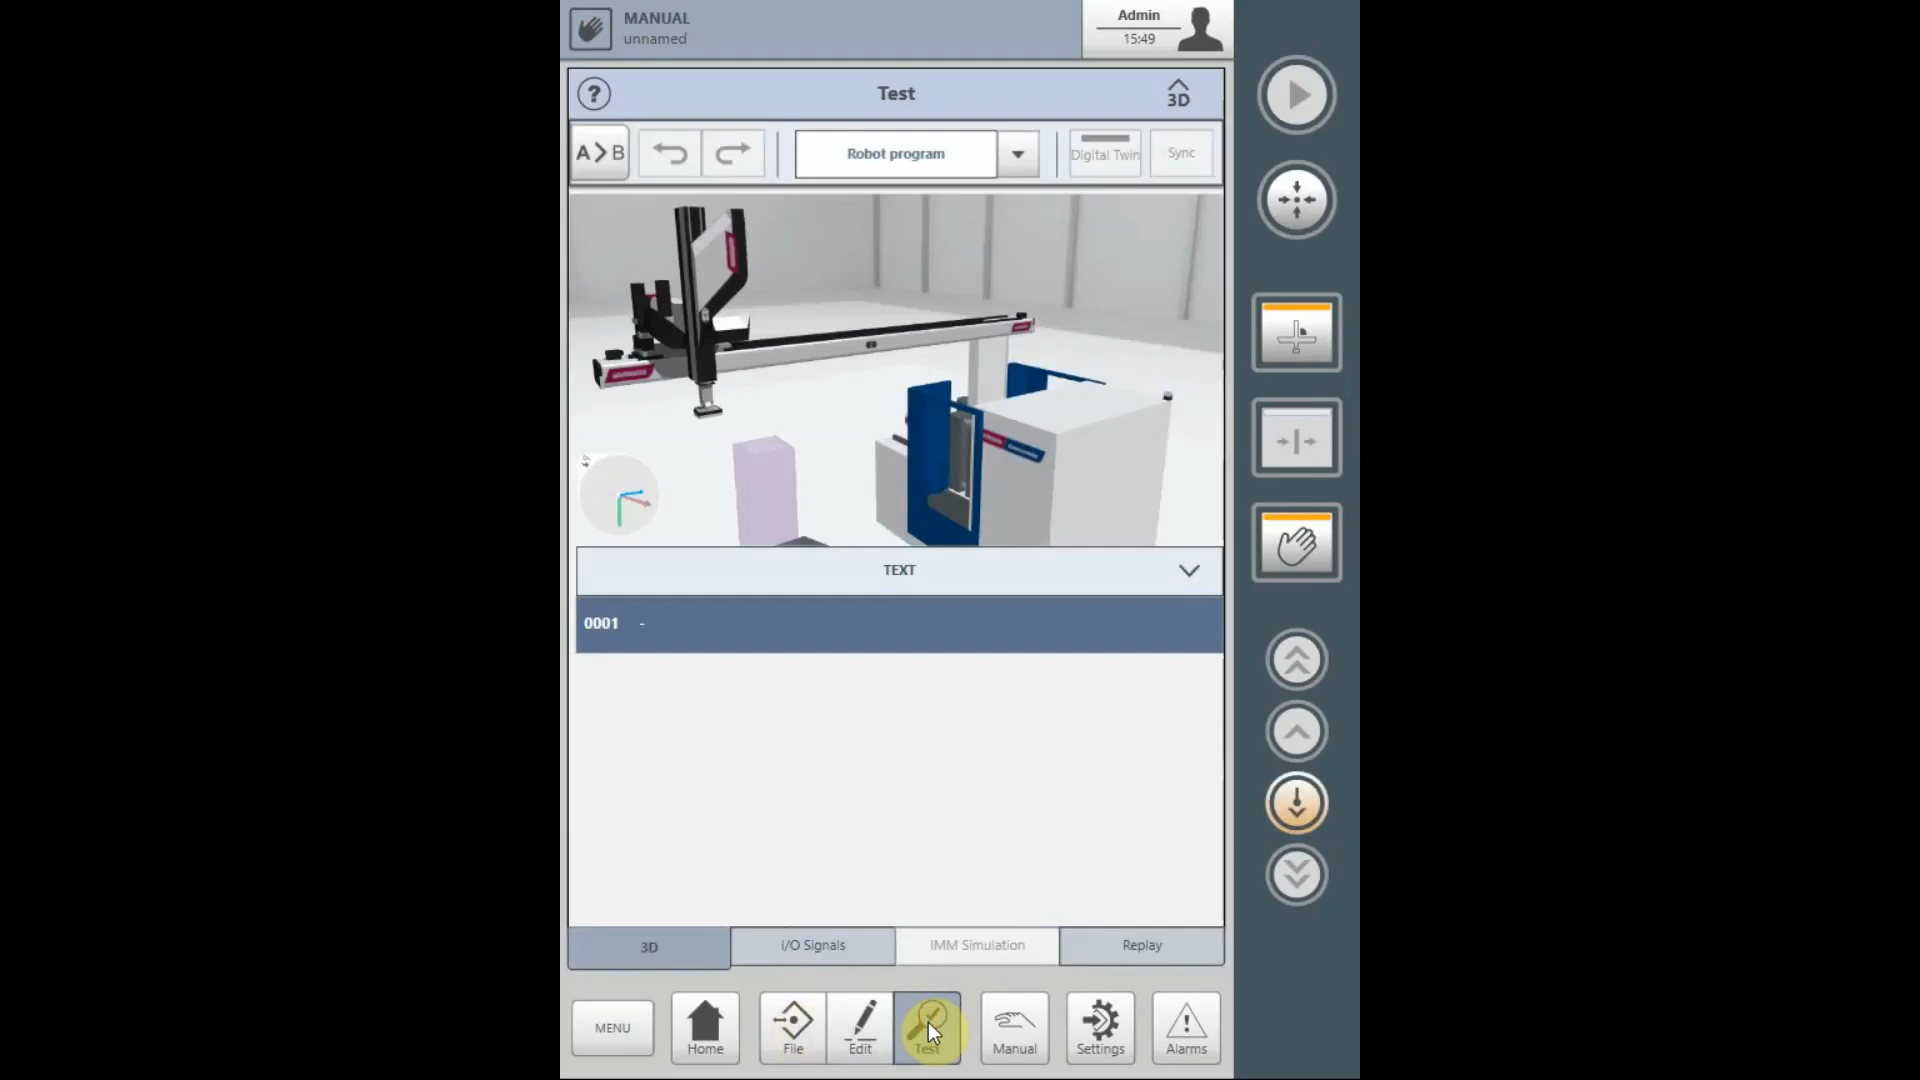 MANUAL
unnamed
Admin
15:49
?
Test
3D
A>B
Robot program
Digital Twin
Sync
TEXT
0001 -
3D
I/O Signals
IMM Simulation
Replay
MENU
Home
File
Edit
Test
Manual
Settings
Alarms